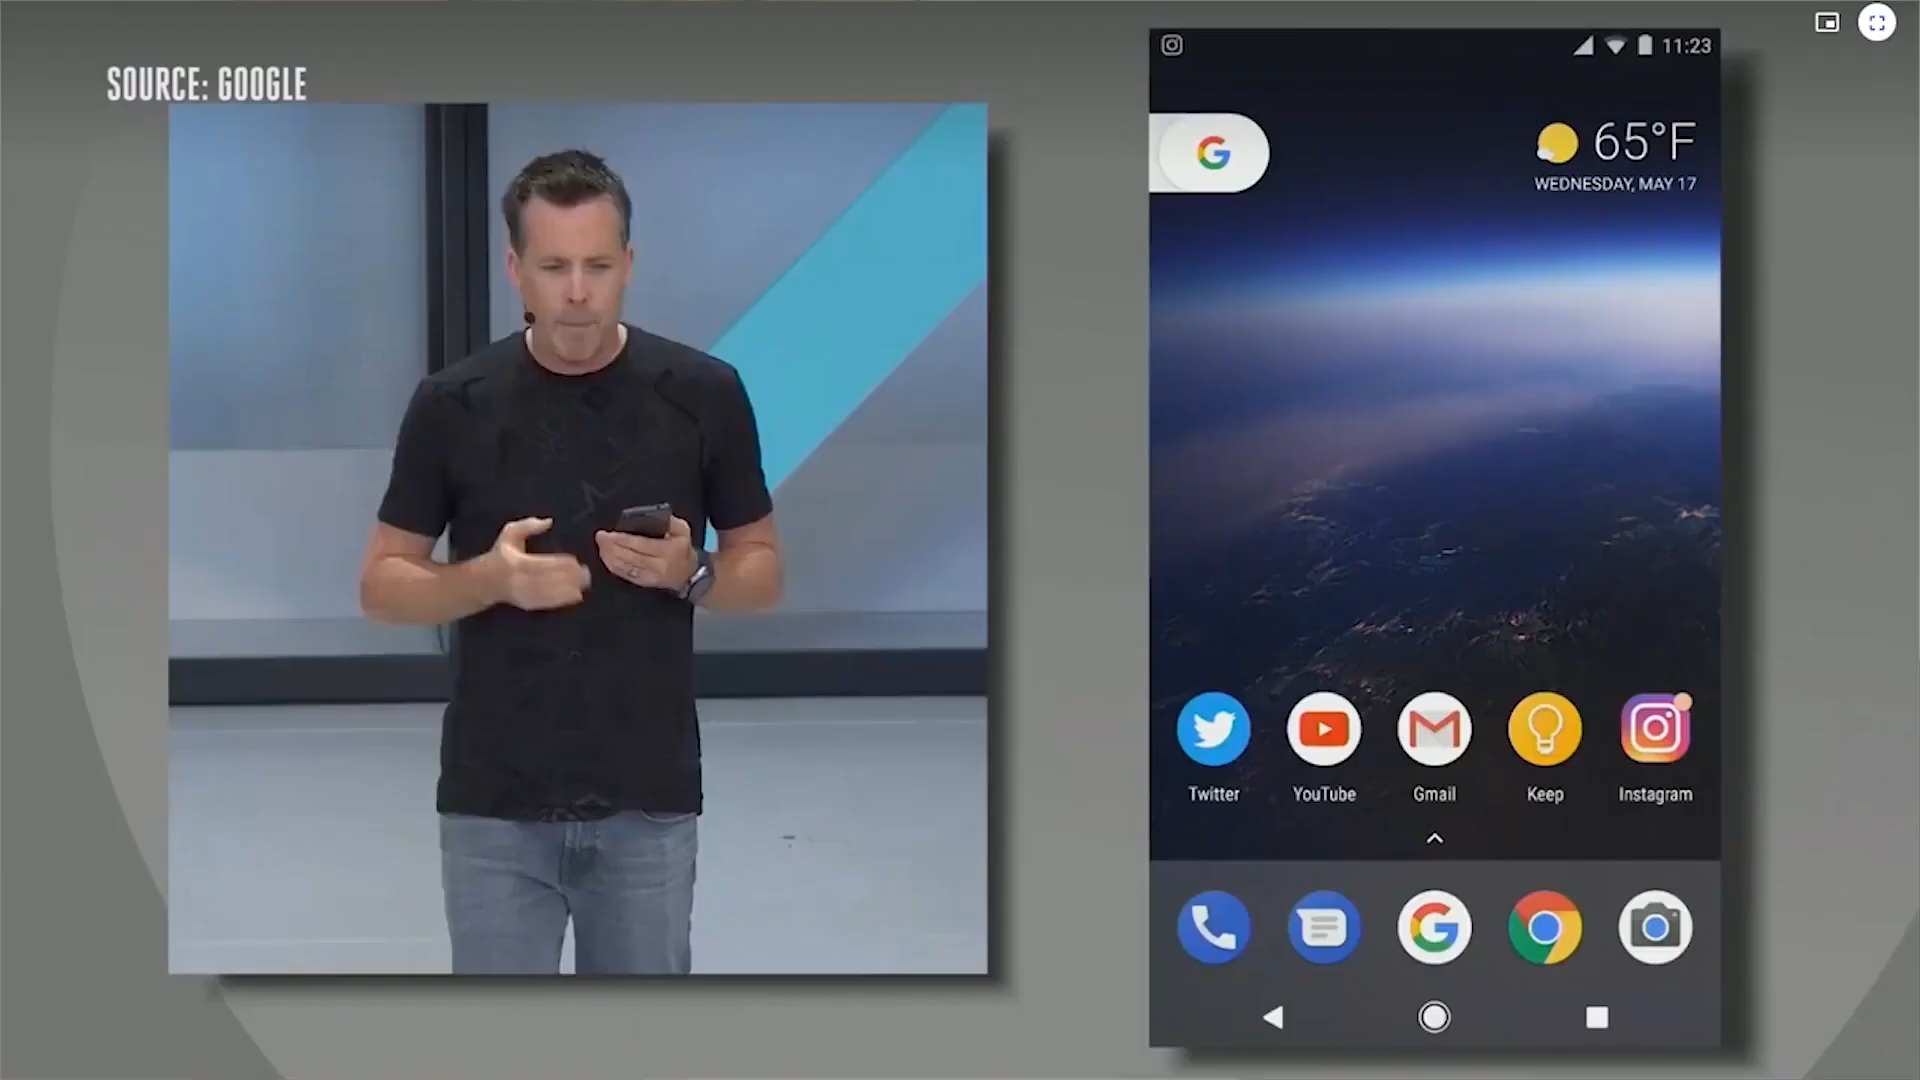 SOURCE: GOOGLE
11:23
65°F
WEDNESDAY, MAY 17
Twitter
YouTube
Gmail
Keep
Instagram